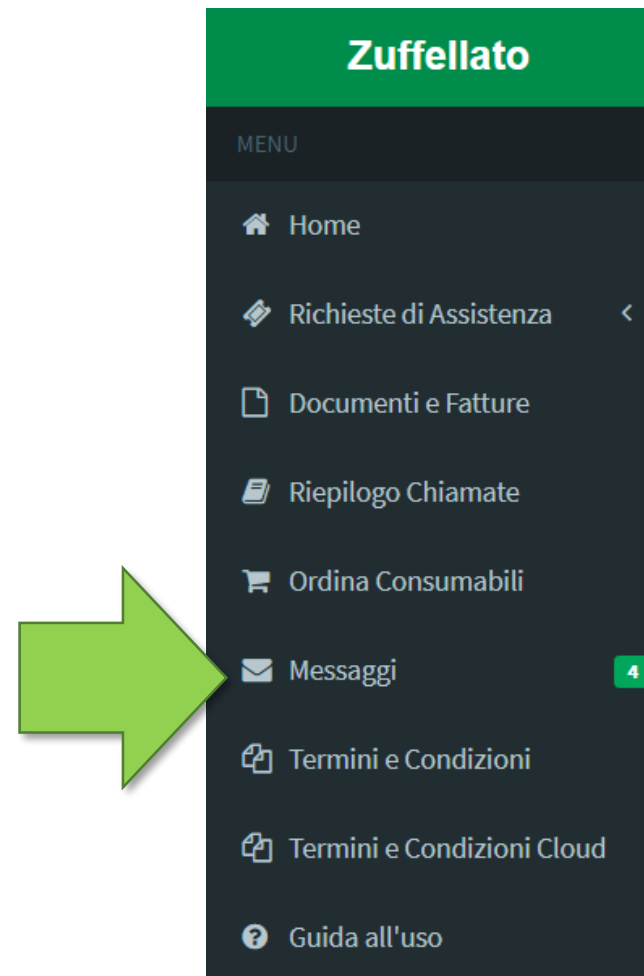 Zuffellato
MENU
Home
Richieste di Assistenza
Documenti e Fatture
Riepilogo Chiamate
Ordina Consumabili
Messaggi 4
Termini e Condizioni
Termini e Condizioni Cloud
Guida all'uso